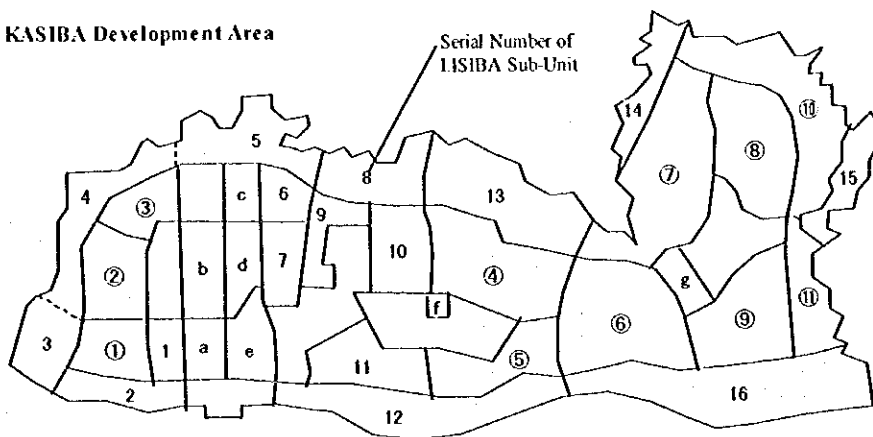 KASIBA Development Area
Serial Number of
LISIBA Sub-Unit
14
⑩
⑧
5
⑦
8
15
4
c
6
13
③
9
b
d
7
10
②
④
g
f
⑪
3
①
1
a
e
⑥
⑨
11
⑤
2
16
12